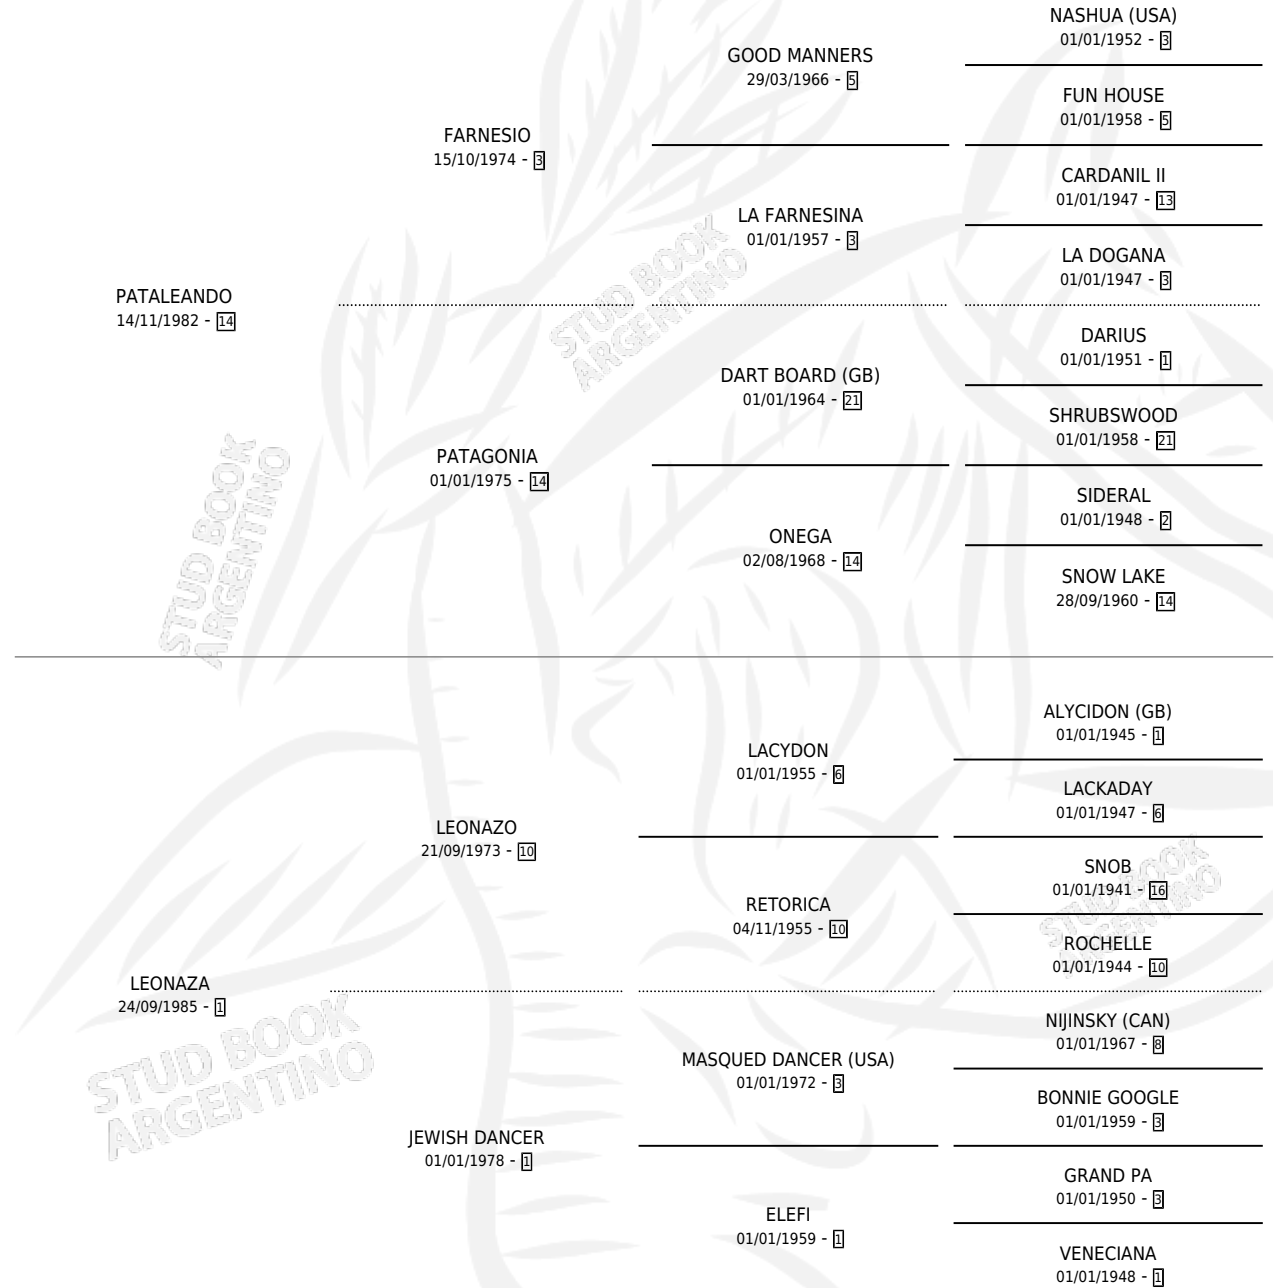 NASHUA (USA)
01/01/1952 - 3
GOOD MANNERS
29/03/1966 - 5
FUN HOUSE
01/01/1958 - 5
FARNESIO
15/10/1974 - 3
CARDANIL II
01/01/1947 - 13
LA FARNESINA
01/01/1957 - 3
LA DOGANA
01/01/1947 - 3
PATALEANDO
14/11/1982 - 14
DARIUS
01/01/1951 - 1
DART BOARD (GB)
01/01/1964 - 21
SHRUBSWOOD
01/01/1958 - 21
PATAGONIA
01/01/1975 - 14
SIDERAL
01/01/1948 - 2
ONEGA
02/08/1968 - 14
SNOW LAKE
28/09/1960 - 14
STUD BOOK
ARGENTINO
STUD BOOK
ARGENTINO
ALYCIDON (GB)
01/01/1945 - 1
LACYDON
01/01/1955 - 6
LACKADAY
01/01/1947 - 6
LEONAZO
21/09/1973 - 10
SNOB
01/01/1941 - 16
RETORICA
04/11/1955 - 10
ROCHELLE
01/01/1944 - 10
LEONAZA
24/09/1985 - 1
NIJINSKY (CAN)
01/01/1967 - 8
MASQUED DANCER (USA)
01/01/1972 - 3
BONNIE GOOGLE
01/01/1959 - 3
JEWISH DANCER
01/01/1978 - 1
GRAND PA
01/01/1950 - 3
ELEFI
01/01/1959 - 1
VENECIANA
01/01/1948 - 1
STUD BOOK
ARGENTINO
STUD BOOK
ARGENTINO